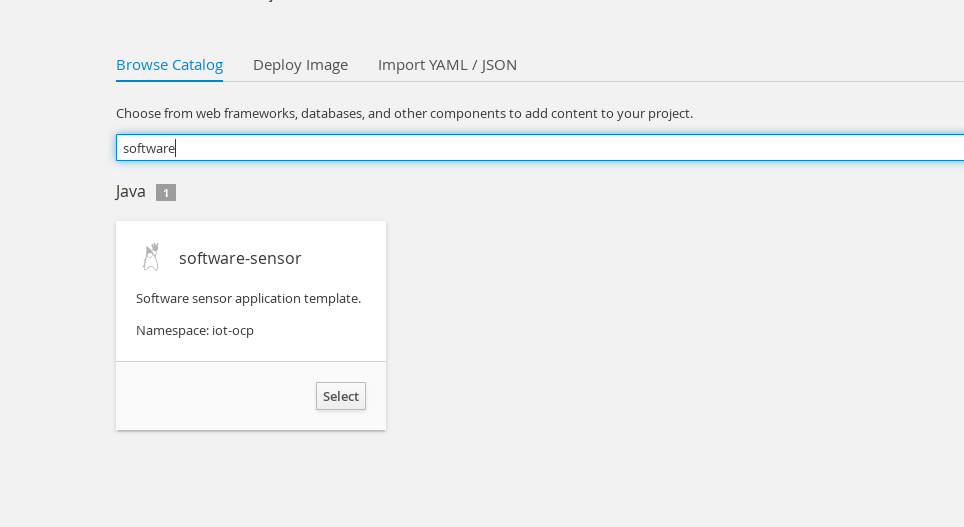 Browse Catalog Deploy Image Import YAML / JSON
Choose from web frameworks, databases, and other components to add content to your project.
software
Java 1
software-sensor
Software sensor application template.
Namespace: iot-ocp
Select